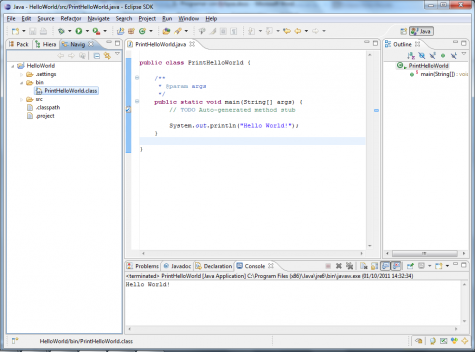 Java - HelloWorld/src/PrintHelloWorld.java - Eclipse SDK
File Edit Source Refactor Navigate Search Project Run Window Help
Java
Pack Hiera Navig
HelloWorld
.settings
bin
PrintHelloWorld.class
src
.classpath
.project
PrintHelloWorld.java
public class PrintHelloWorld {
/**
* @param args
*/
public static void main(String[] args) {
// TODO Auto-generated method stub
System.out.println("Hello World!");
}
}
Outline
PrintHelloWorld
main(String[]) : void
Problems Javadoc Declaration Console
<terminated> PrintHelloWorld [Java Application] C:\Program Files (x86)\Java\jre6\bin\javaw.exe (01/10/2011 14:32:34)
Hello World!
HelloWorld/bin/PrintHelloWorld.class